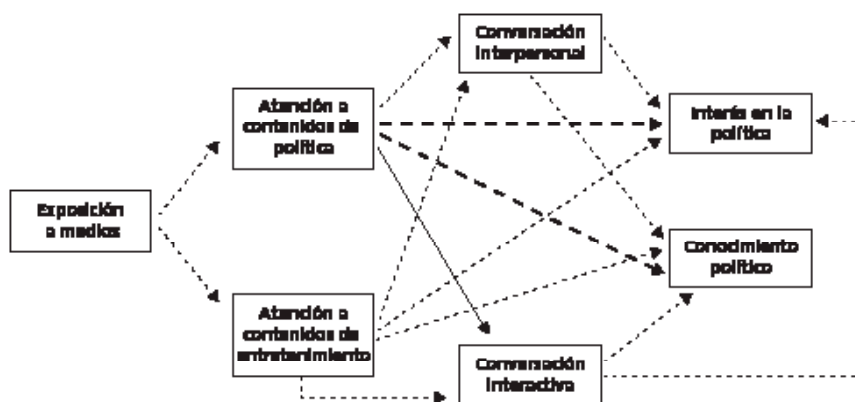 Conversación
interpersonal
Atención a
contenidos de
política
Interés en la
política
Exposición
a medios
Conocimiento
político
Atención a
contenidos de
entretenimiento
Conversación
interactiva